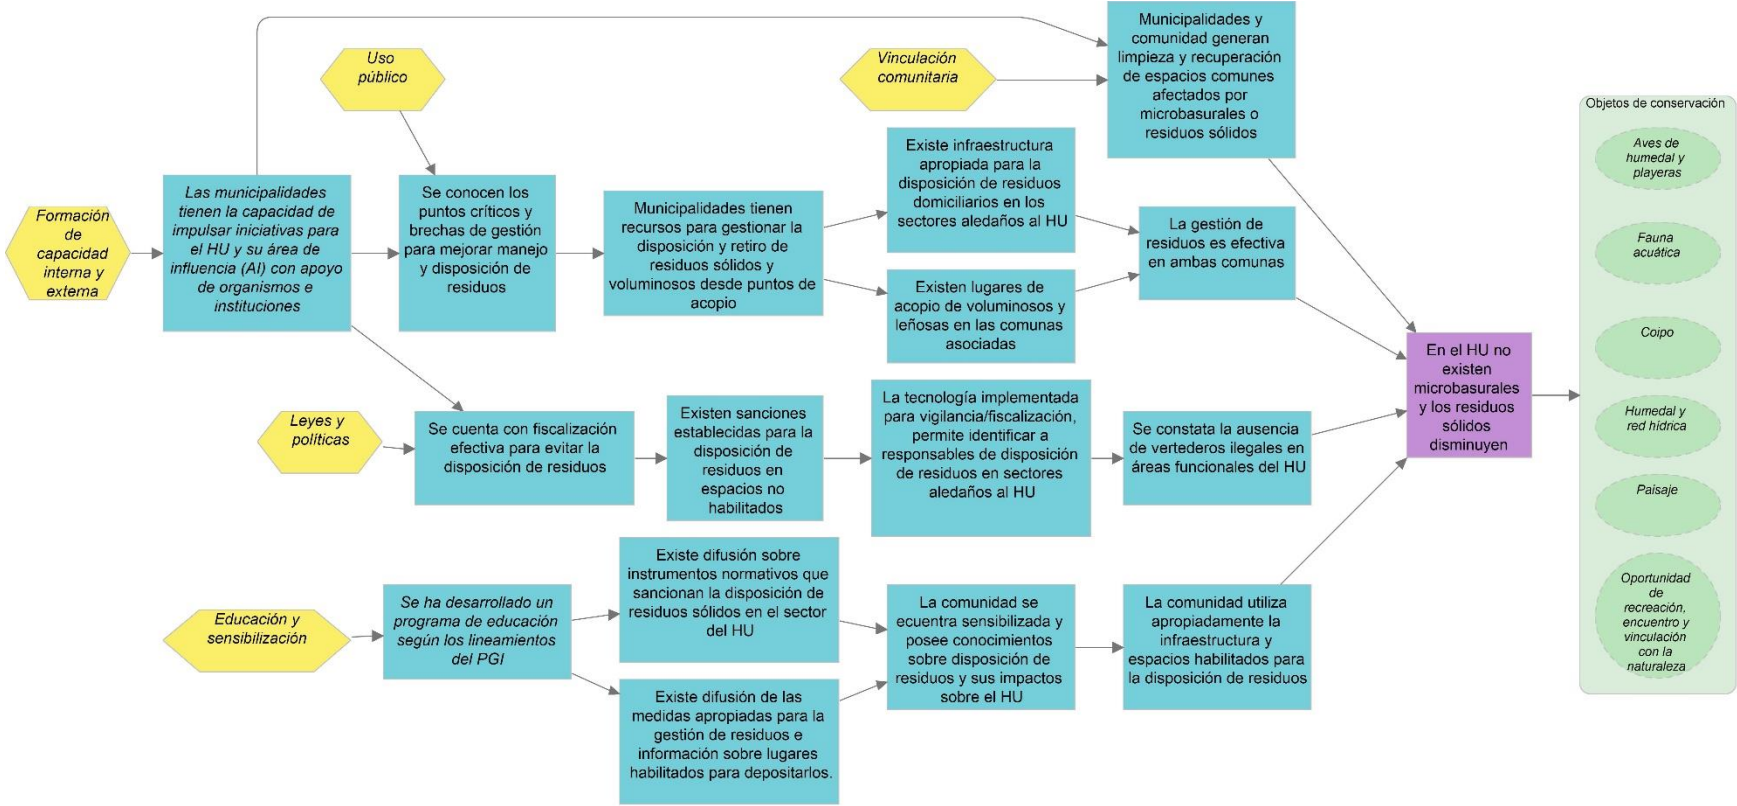 Uso
público
Vinculación
comunitaria
Municipalidades y
comunidad generan
limpieza y recuperación
de espacios comunes
afectados por
microbasurales o
residuos sólidos
Formación
de
capacidad
interna y
externa
Las municipalidades
tienen la capacidad de
impulsar iniciativas para
el HU y su área de
influencia (AI) con apoyo
de organismos e
instituciones
Se conocen los
puntos críticos y
brechas de gestión
para mejorar manejo
y disposición de
residuos
Municipalidades tienen
recursos para gestionar la
disposición y retiro de
residuos sólidos y
voluminosos desde puntos de
acopio
Existe infraestructura
apropiada para la
disposición de residuos
domiciliarios en los
sectores aledaños al HU
Existen lugares de
acopio de voluminosos y
leñosas en las comunas
asociadas
La gestión de
residuos es efectiva
en ambas comunas
Leyes y
políticas
Se cuenta con fiscalización
efectiva para evitar la
disposición de residuos
Existen sanciones
establecidas para la
disposición de
residuos en
espacios no
habilitados
La tecnología implementada
para vigilancia/fiscalización,
permite identificar a
responsables de disposición
de residuos en sectores
aledaños al HU
Se constata la ausencia
de vertederos ilegales en
áreas funcionales del HU
Educación y
sensibilización
Se ha desarrollado un
programa de educación
según los lineamientos
del PGI
Existe difusión sobre
instrumentos normativos que
sancionan la disposición de
residuos sólidos en el sector
del HU
Existe difusión de las
medidas apropiadas para la
gestión de residuos e
información sobre lugares
habilitados para depositarlos.
La comunidad se
ecuentra sensibilizada y
posee conocimientos
sobre disposición de
residuos y sus impactos
sobre el HU
La comunidad utiliza
apropiadamente la
infraestructura y
espacios habilitados para
la disposición de residuos
En el HU no
existen
microbasurales
y los residuos
sólidos
disminuyen
Objetos de conservación
Aves de
humedal y
playeras
Fauna
acuática
Coipo
Humedal y
red hídrica
Paisaje
Oportunidad
de
recreación,
encuentro y
vinculación
con la
naturaleza